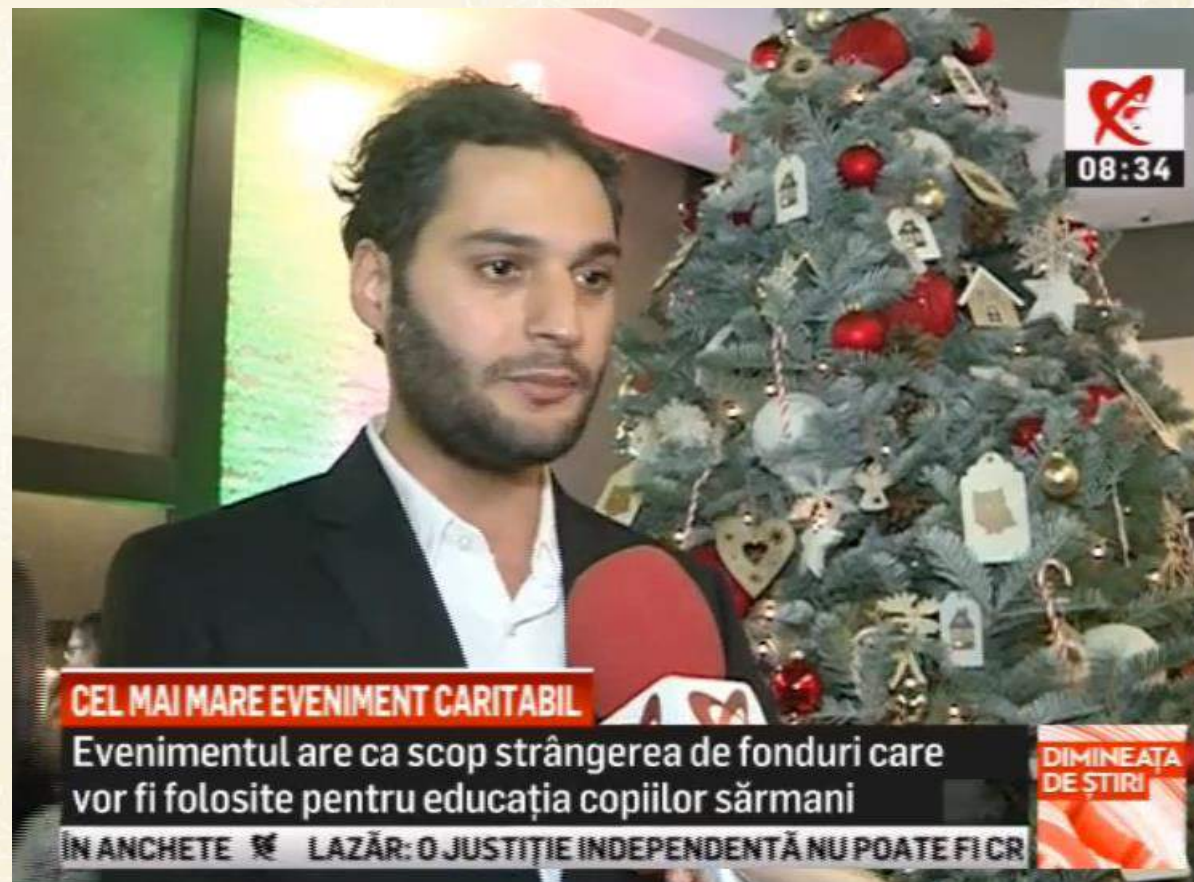 08:34
CEL MAI MARE EVENIMENT CARITABIL
Evenimentul are ca scop strângerea de fonduri care
vor fi folosite pentru educația copiilor sărmani
DIMINEAȚA
DE ȘTIRI
ÎN ANCHETE LAZĂR: O JUSTIȚIE INDEPENDENTĂ NU POATE FI CR